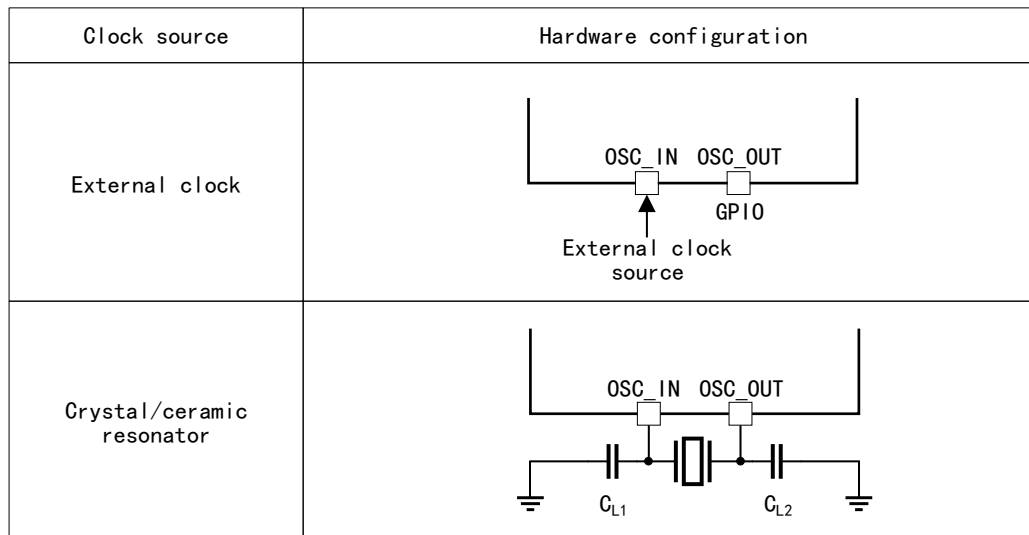 Clock source
Hardware configuration
External clock
OSC_IN OSC_OUT
GPIO
External clock
source
Crystal/ceramic
resonator
OSC_IN OSC_OUT
CL1
CL2